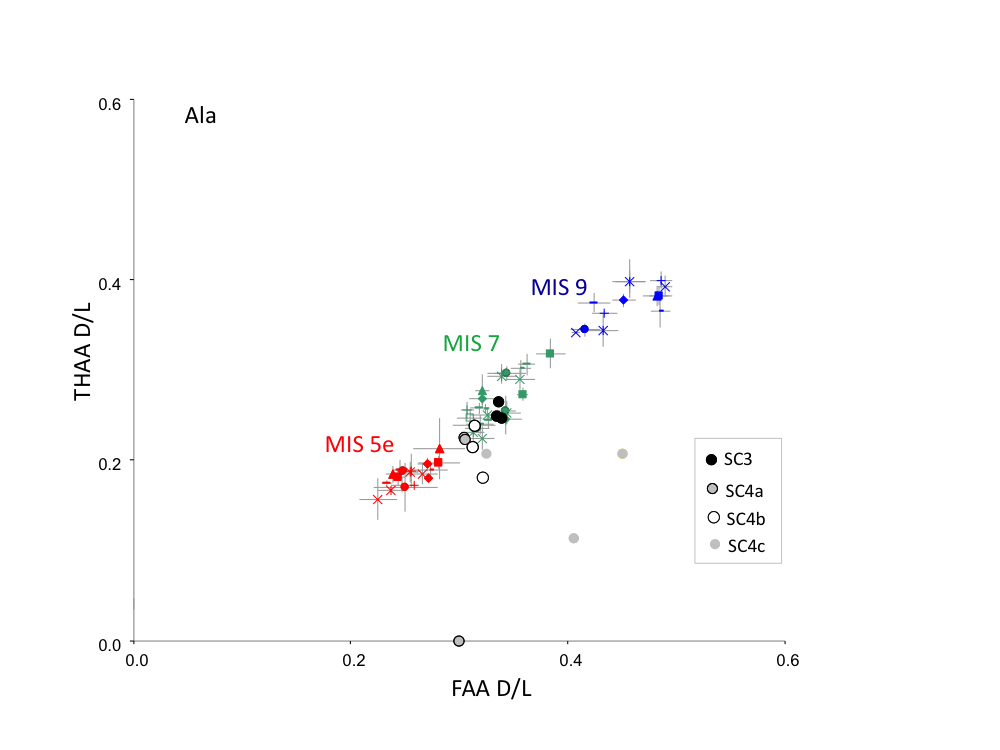 0.6
Ala
0.4
MIS 9
MIS 7
THAA D/L
MIS 5e
0.2
SC3
SC4a
SC4b
SC4c
0.0
0.0
0.2
0.4
0.6
FAA D/L